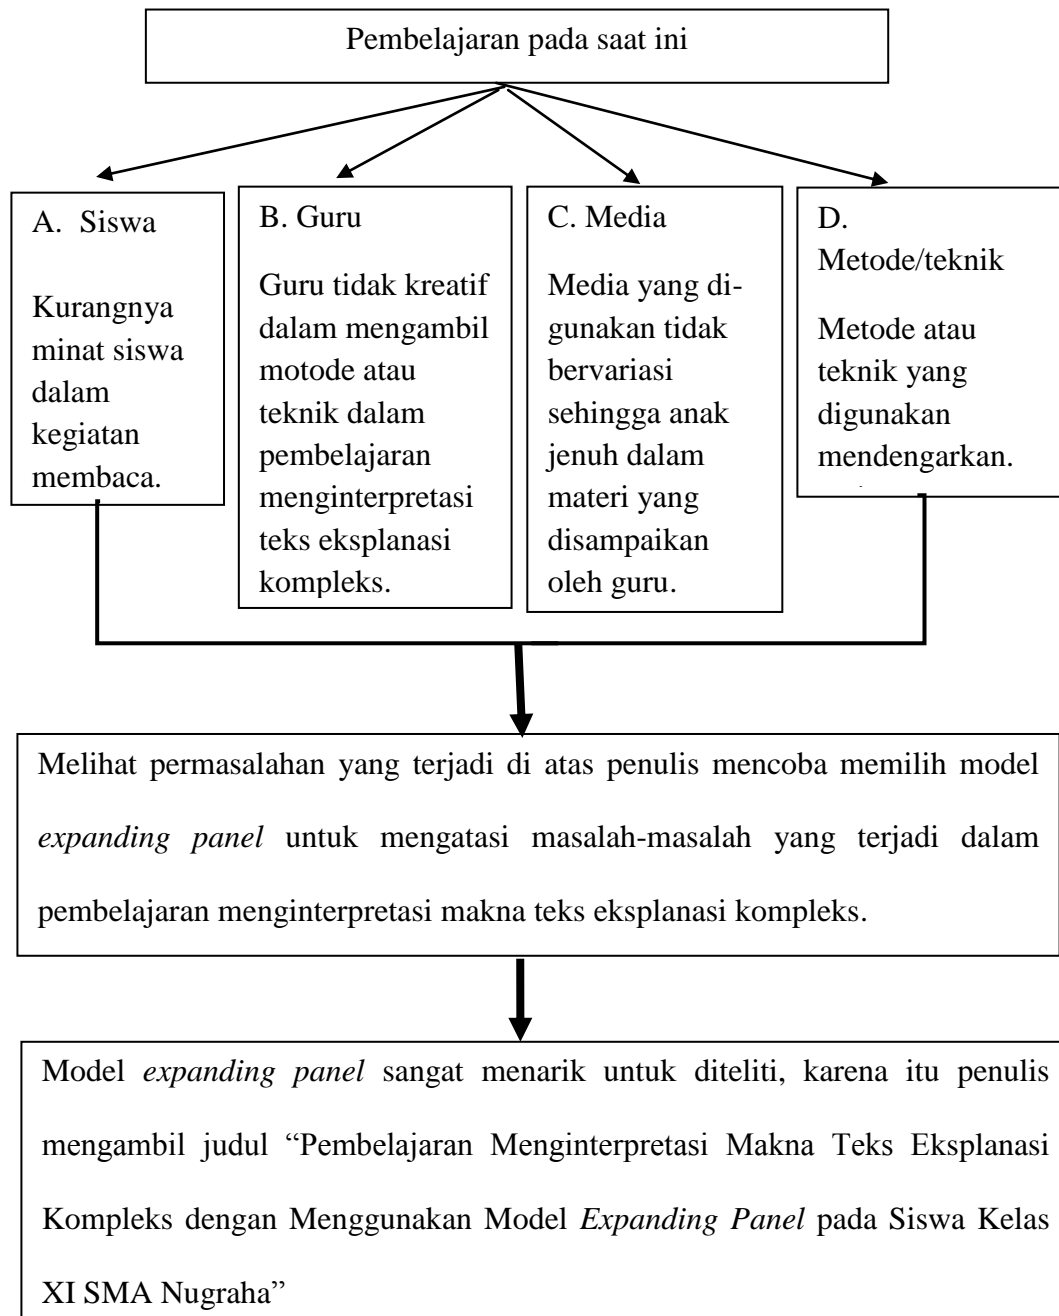 Pembelajaran pada saat ini
A. Siswa
Kurangnya
minat siswa
dalam
kegiatan
membaca.
B. Guru
Guru tidak kreatif
dalam mengambil
motode atau
teknik dalam
pembelajaran
menginterpretasi
teks eksplanasi
kompleks.
C. Media
Media yang di-
gunakan tidak
bervariasi
sehingga anak
jenuh dalam
materi yang
disampaikan
oleh guru.
D.
Metode/teknik
Metode atau
teknik yang
digunakan
mendengarkan.
Melihat permasalahan yang terjadi di atas penulis mencoba memilih model
expanding panel untuk mengatasi masalah-masalah yang terjadi dalam
pembelajaran menginterpretasi makna teks eksplanasi kompleks.
Model expanding panel sangat menarik untuk diteliti, karena itu penulis
mengambil judul “Pembelajaran Menginterpretasi Makna Teks Eksplanasi
Kompleks dengan Menggunakan Model Expanding Panel pada Siswa Kelas
XI SMA Nugraha”